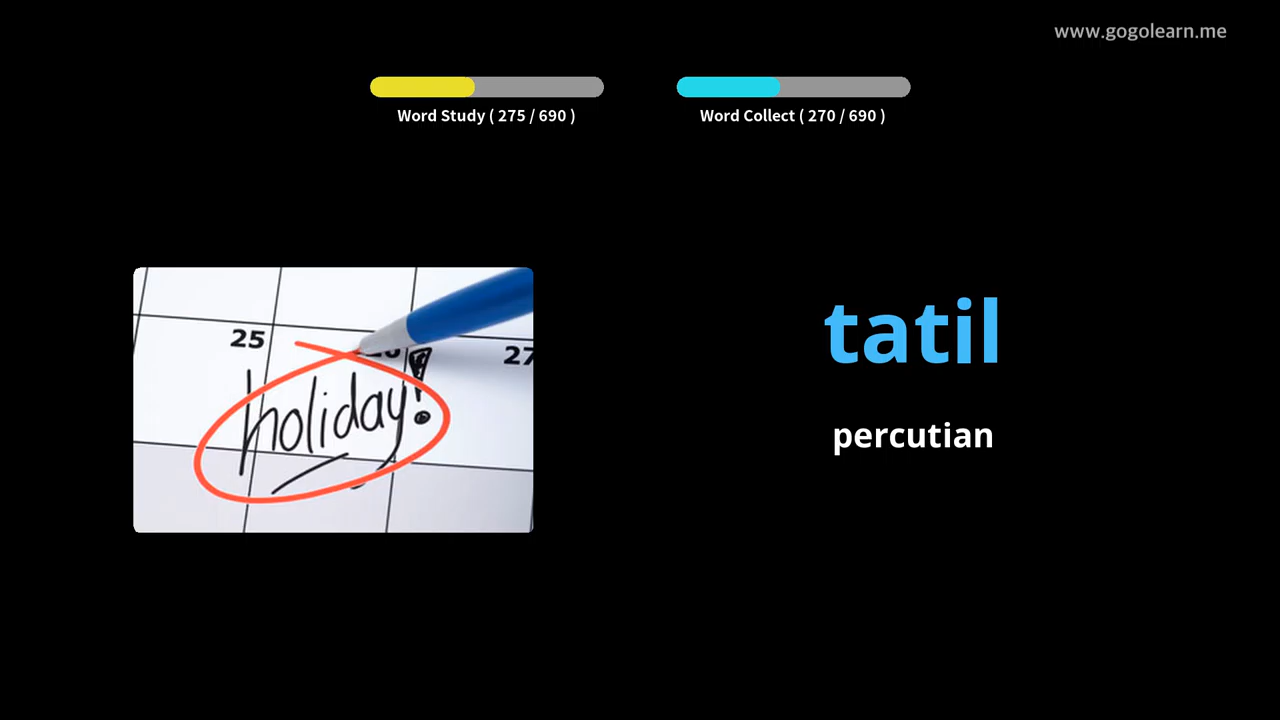 www.gogolearn.me
Word Study ( 275 / 690 )
Word Collect ( 270 / 690 )
25
27
holiday!
tatil
percutian